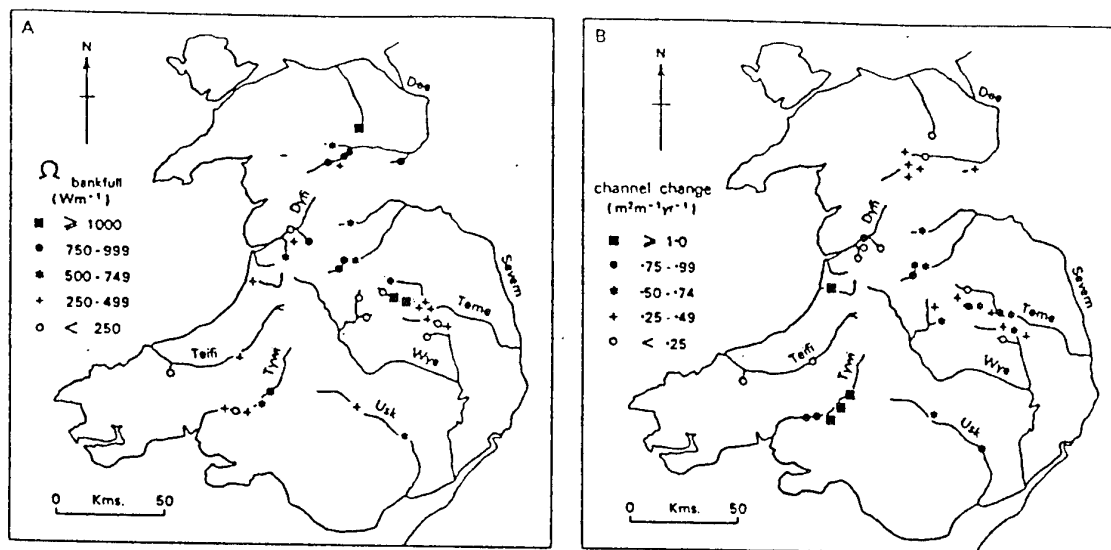 A
N
Dee
Ω bankfull
(Wm⁻¹)
⩾ 1000
750-999
500-749
250-499
< 250
Dyfi
Severn
Teme
Teifi
Tywi
Wye
Usk
0 Kms. 50
B
N
Dee
channel change
(m²m⁻¹yr⁻¹)
⩾ 1·0
·75-·99
·50-·74
·25-·49
< ·25
Dyfi
Severn
Teme
Teifi
Tywi
Wye
Usk
0 Kms. 50